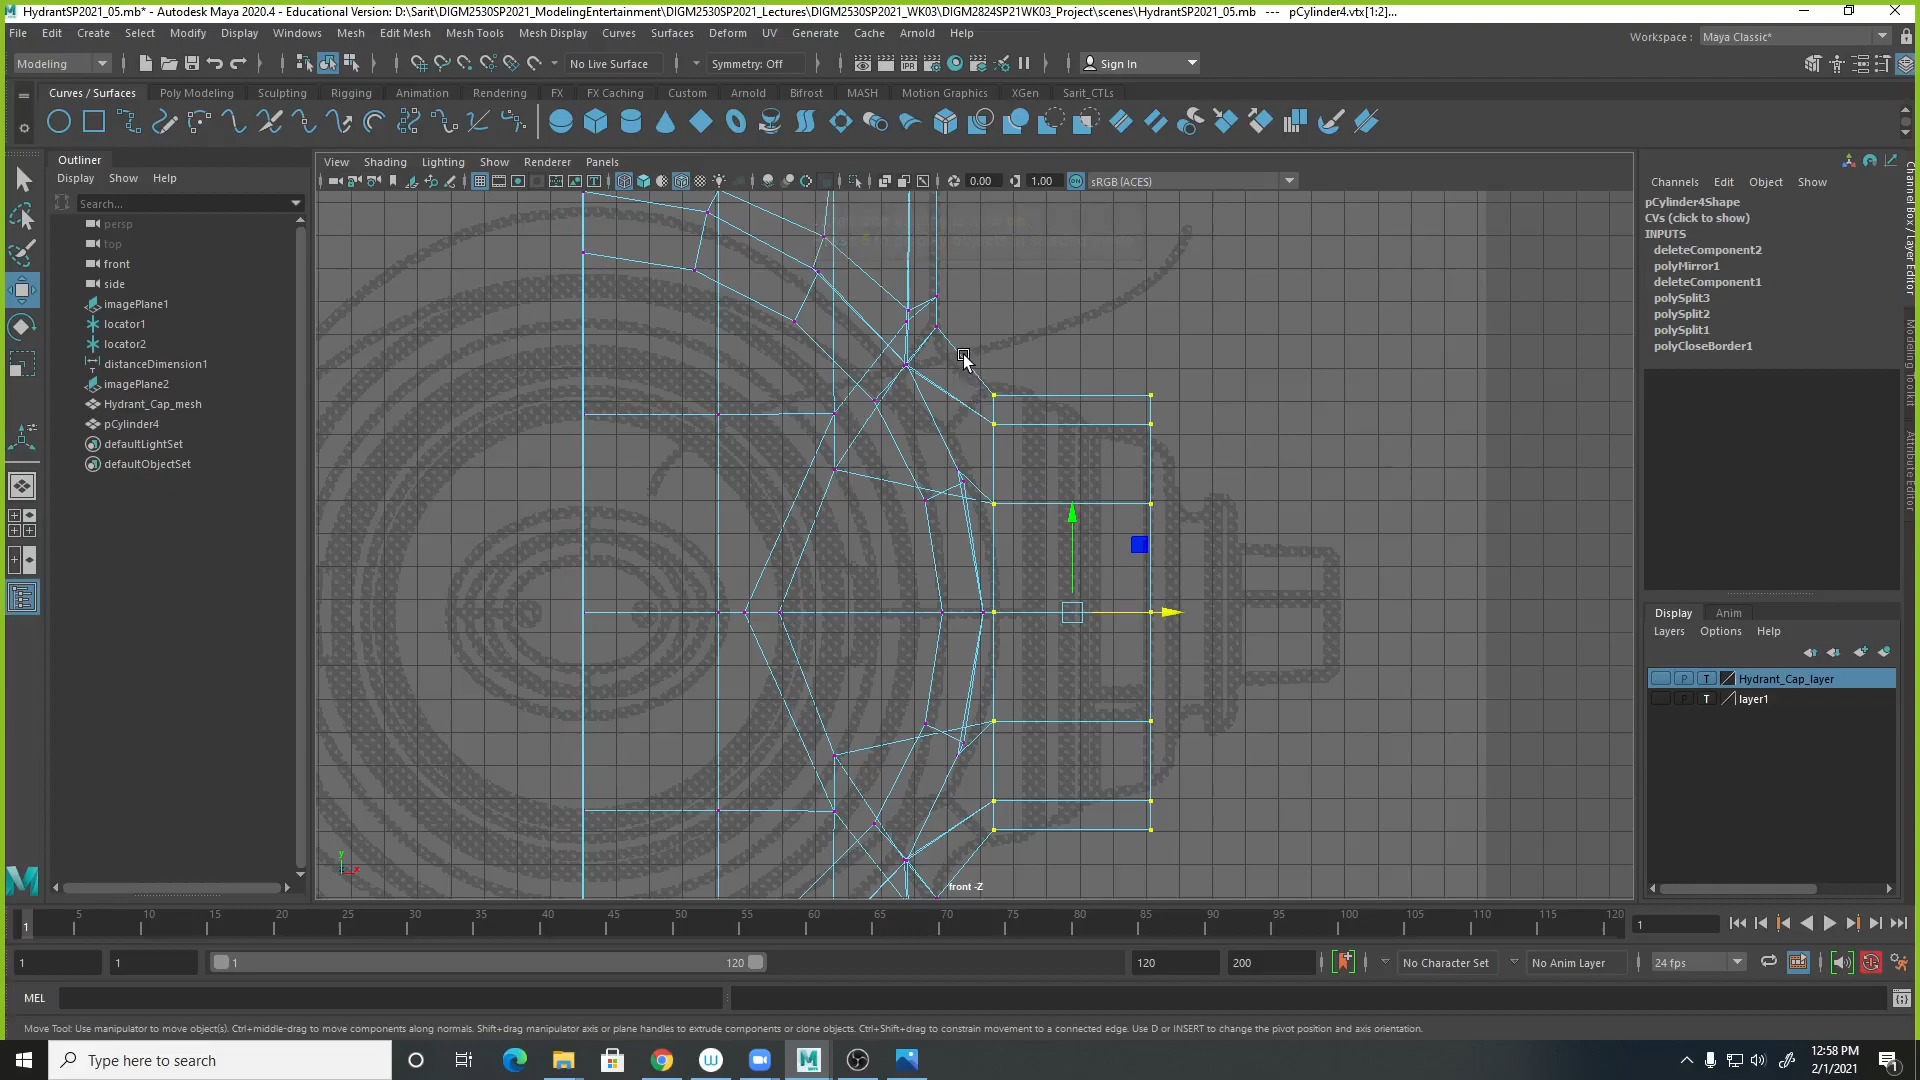 HydrantSP2021_05.mb* - Autodesk Maya 2020.4 - Educational Version: D:\Sarit\DIGM2530SP2021_ModelingEntertainment\DIGM2530SP2021_Lectures\DIGM2530SP2021_WK03\DIGM2824SP21WK03_Project\scenes\HydrantSP2021_05.mb --- pCylinder4.vtx[1:2]...
File Edit Create Select Modify Display Windows Mesh Edit Mesh Mesh Tools Mesh Display Curves Surfaces Deform UV Generate Cache Arnold Help
Workspace : Maya Classic*
Modeling No Live Surface Symmetry: Off Sign In
Curves / Surfaces Poly Modeling Sculpting Rigging Animation Rendering FX FX Caching Custom Arnold Bifrost MASH Motion Graphics XGen Sarit_CTLs
Outliner
Display Show Help
Search...
persp
top
front
side
imagePlane1
locator1
locator2
distanceDimension1
imagePlane2
Hydrant_Cap_mesh
pCylinder4
defaultLightSet
defaultObjectSet
View Shading Lighting Show Renderer Panels
0.00 1.00 ON sRGB (ACES)
y
x
front -Z
Channels Edit Object Show
pCylinder4Shape
CVs (click to show)
INPUTS
deleteComponent2
polyMirror1
deleteComponent1
polySplit3
polySplit2
polySplit1
polyCloseBorder1
Channel Box / Layer Editor
Modeling Toolkit
Attribute Editor
Display Anim
Layers Options Help
P T Hydrant_Cap_layer
P T layer1
1 5 10 15 20 25 30 35 40 45 50 55 60 65 70 75 80 85 90 95 100 105 110 115 120
1
1 1 1 120 120 200 No Character Set No Anim Layer 24 fps
MEL
Move Tool: Use manipulator to move object(s). Ctrl+middle-drag to move components along normals. Shift+drag manipulator axis or plane handles to extrude components or clone objects. Ctrl+Shift+drag to constrain movement to a connected edge. Use D or INSERT to change the pivot position and axis orientation.
Type here to search
12:58 PM
2/1/2021
1